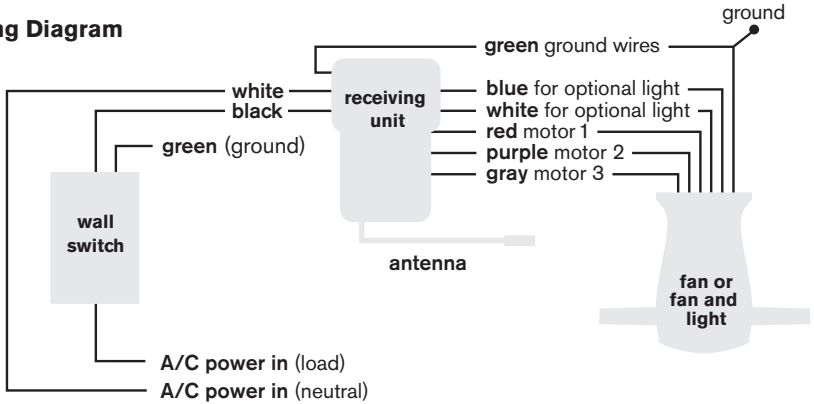 ng Diagram
ground
green ground wires
white
black
green (ground)
receiving
unit
blue for optional light
white for optional light
red motor 1
purple motor 2
gray motor 3
wall
switch
antenna
fan or
fan and
light
A/C power in (load)
A/C power in (neutral)